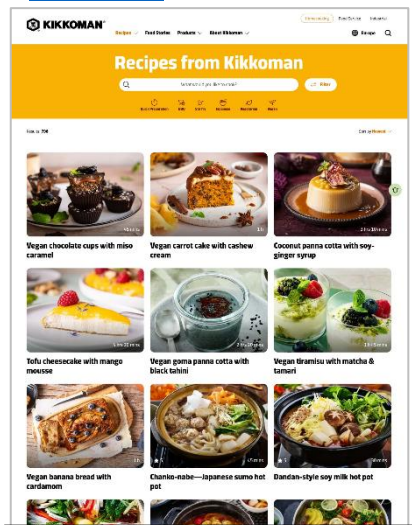 KIKKOMAN
Recipes Food Stories Products About Kikkoman
Europe
Recipes from Kikkoman
Filter
Vegan chocolate cups with miso
caramel
Vegan carrot cake with cashew
cream
Coconut panna cotta with soy-
ginger syrup
Tofu cheesecake with mango
mousse
Vegan goma panna cotta with
black tahini
Vegan tiramisu with matcha &
tamari
Vegan banana bread with
cardamom
Chanko-nabe—Japanese sumo hot
pot
Dandan-style soy milk hot pot